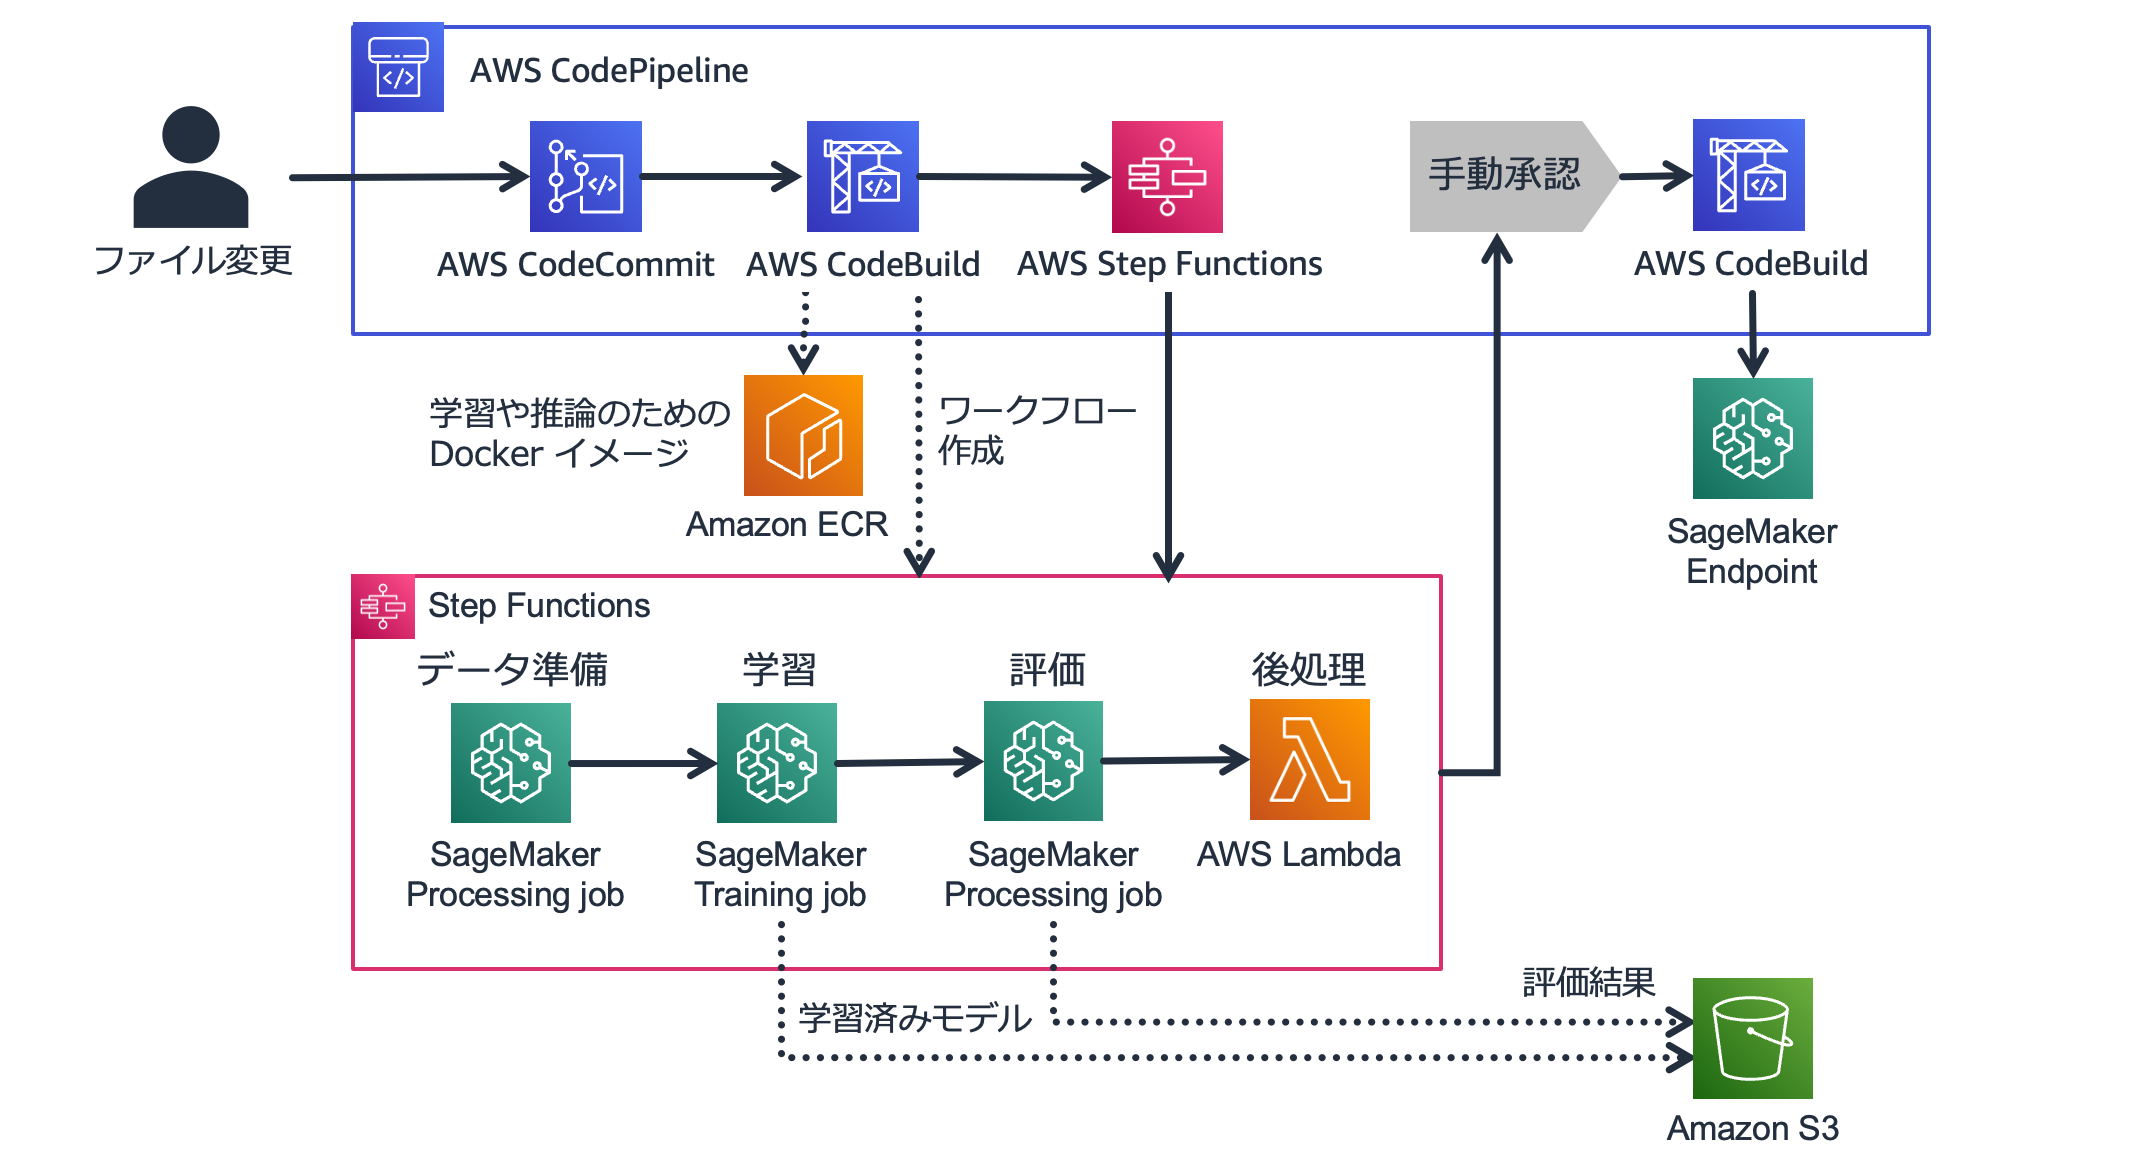 AWS CodePipeline
手動承認
ファイル変更
AWS CodeCommit
AWS CodeBuild
AWS Step Functions
AWS CodeBuild
学習や推論のための
Docker イメージ
ワークフロー
作成
Amazon ECR
SageMaker
Endpoint
Step Functions
データ準備
学習
評価
後処理
SageMaker
Processing job
SageMaker
Training job
SageMaker
Processing job
AWS Lambda
評価結果
学習済みモデル
Amazon S3